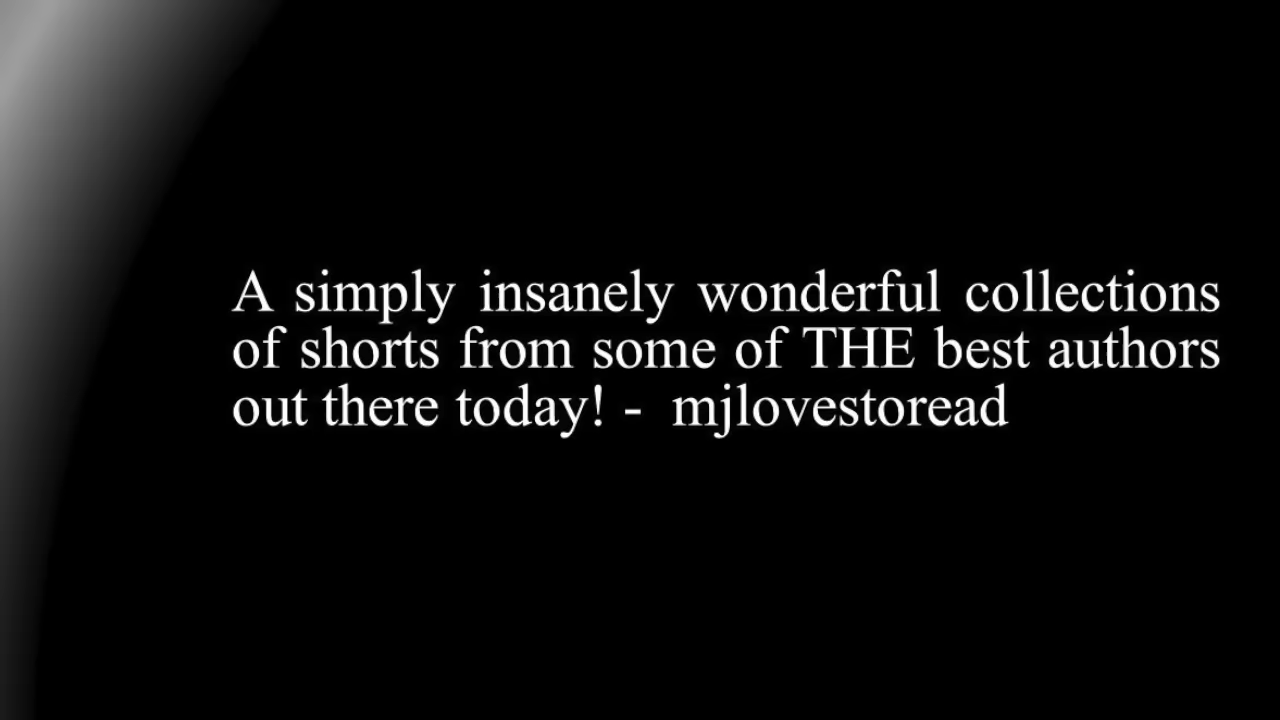 A simply insanely wonderful collections
of shorts from some of THE best authors
out there today! -  mjlovestoread